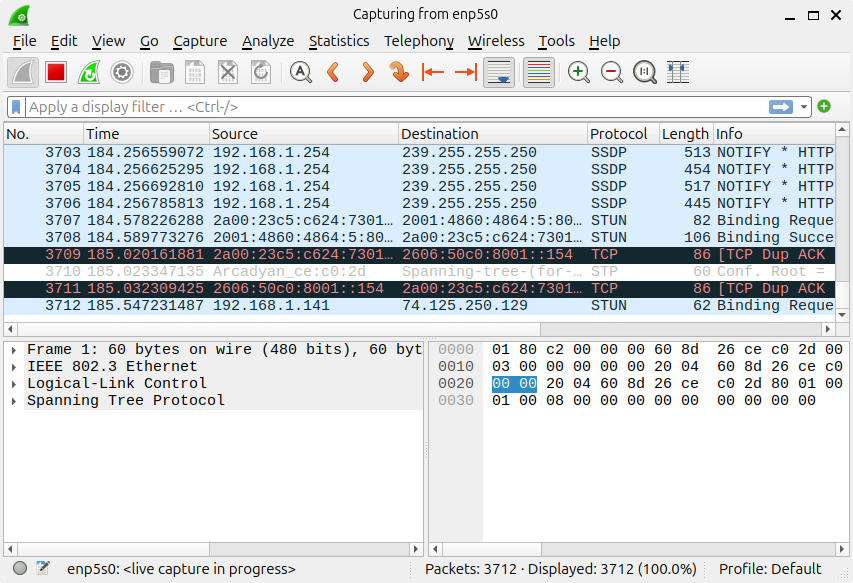 Capturing from enp5s0
File Edit View Go Capture Analyze Statistics Telephony Wireless Tools Help
Apply a display filter … <Ctrl-/>
No. Time Source Destination Protocol Length Info
3703 184.256559072 192.168.1.254 239.255.255.250 SSDP 513 NOTIFY * HTTP
3704 184.256625295 192.168.1.254 239.255.255.250 SSDP 454 NOTIFY * HTTP
3705 184.256692810 192.168.1.254 239.255.255.250 SSDP 517 NOTIFY * HTTP
3706 184.256785813 192.168.1.254 239.255.255.250 SSDP 445 NOTIFY * HTTP
3707 184.578226288 2a00:23c5:c624:7301… 2001:4860:4864:5:80… STUN 82 Binding Reque
3708 184.589773276 2001:4860:4864:5:80… 2a00:23c5:c624:7301… STUN 106 Binding Succe
3709 185.020161881 2a00:23c5:c624:7301… 2606:50c0:8001::154 TCP 86 [TCP Dup ACK
3710 185.023347135 Arcadyan_ce:c0:2d Spanning-tree-(for-… STP 60 Conf. Root =
3711 185.032309425 2606:50c0:8001::154 2a00:23c5:c624:7301… TCP 86 [TCP Dup ACK
3712 185.547231487 192.168.1.141 74.125.250.129 STUN 62 Binding Reque
Frame 1: 60 bytes on wire (480 bits), 60 byt
IEEE 802.3 Ethernet
Logical-Link Control
Spanning Tree Protocol
0000 01 80 c2 00 00 00 60 8d 26 ce c0 2d 00
0010 03 00 00 00 00 00 20 04 60 8d 26 ce c0
0020 00 00 20 04 60 8d 26 ce c0 2d 80 01 00
0030 01 00 08 00 00 00 00 00 00 00 00 00
enp5s0: <live capture in progress> Packets: 3712 · Displayed: 3712 (100.0%) Profile: Default